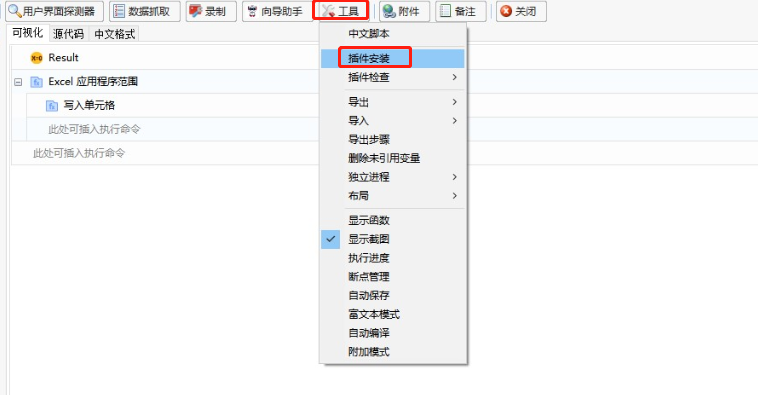 用户界面探测器 数据抓取 录制 向导助手 工具 附件 备注 关闭
可视化 源代码 中文格式
Result
Excel 应用程序范围
写入单元格
此处可插入执行命令
此处可插入执行命令
中文脚本
插件安装
插件检查
导出
导入
导出步骤
删除未引用变量
独立进程
布局
显示函数
显示截图
执行进度
断点管理
自动保存
富文本模式
自动编译
附加模式